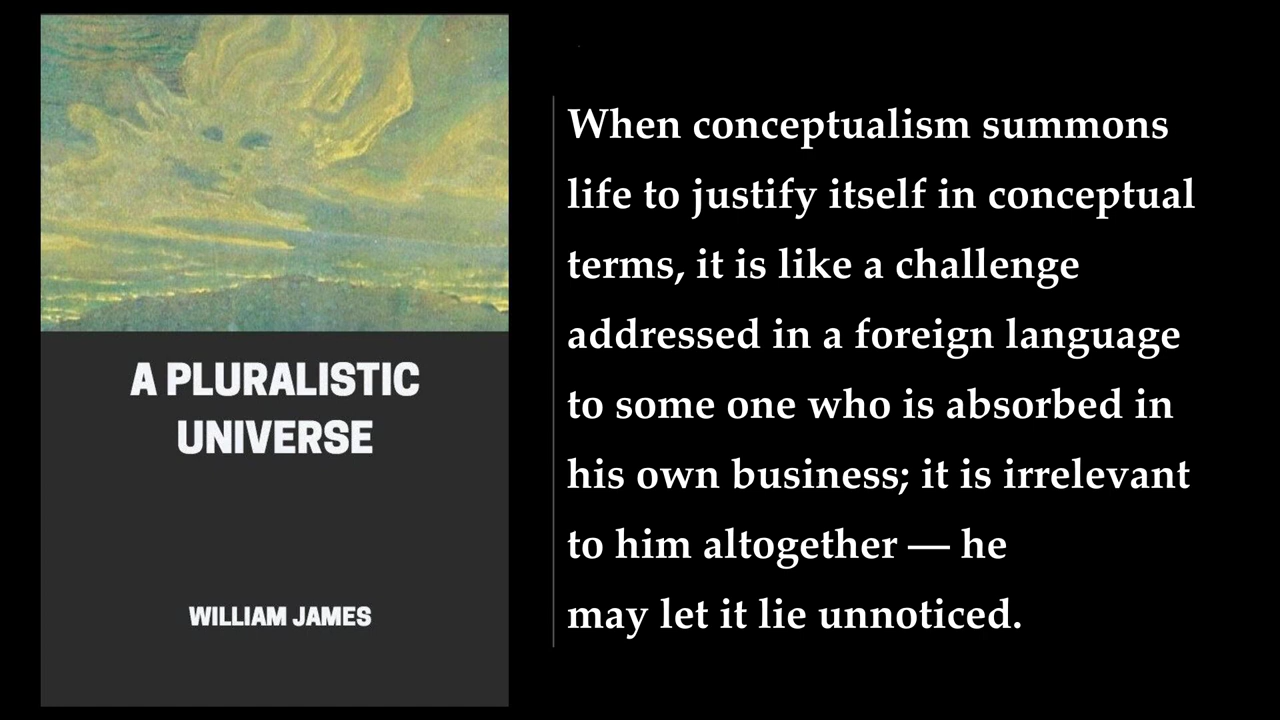 A PLURALISTIC
UNIVERSE
WILLIAM JAMES
When conceptualism summons
life to justify itself in conceptual
terms, it is like a challenge
addressed in a foreign language
to some one who is absorbed in
his own business; it is irrelevant
to him altogether — he
may let it lie unnoticed.